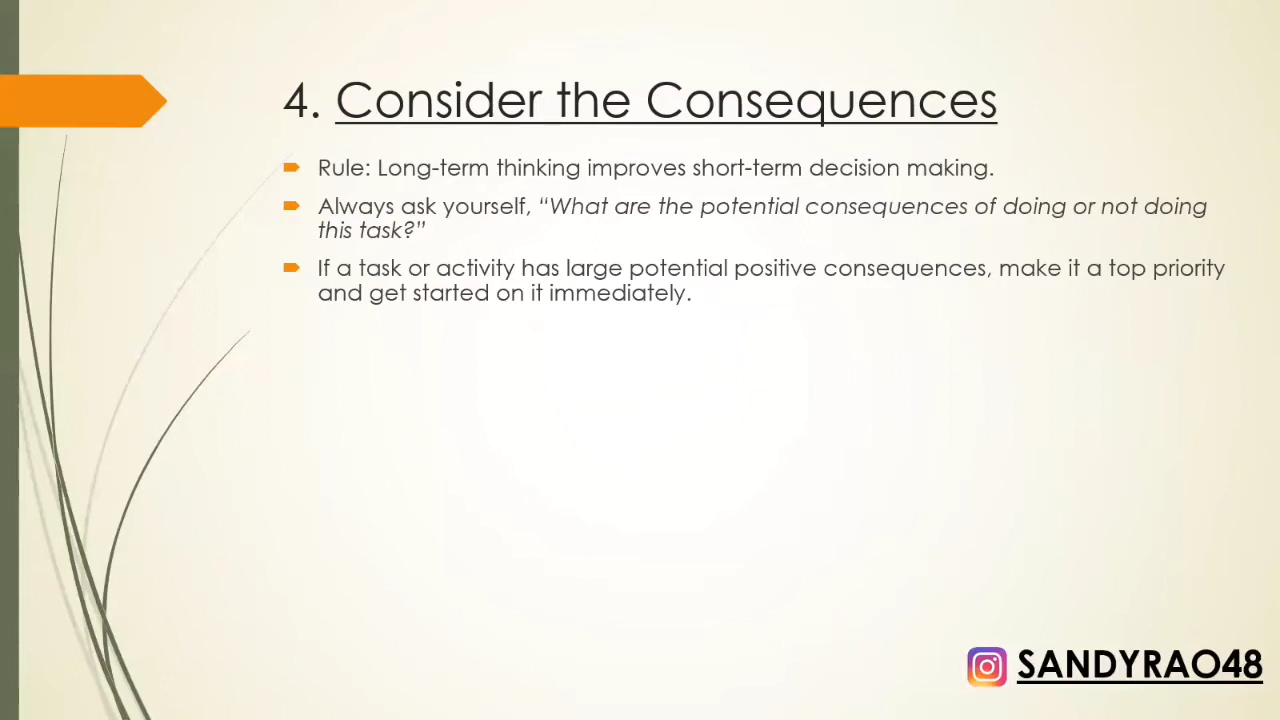 4. Consider the Consequences
Rule: Long-term thinking improves short-term decision making.
Always ask yourself, “What are the potential consequences of doing or not doing
this task?”
If a task or activity has large potential positive consequences, make it a top priority
and get started on it immediately.
SANDYRAO48